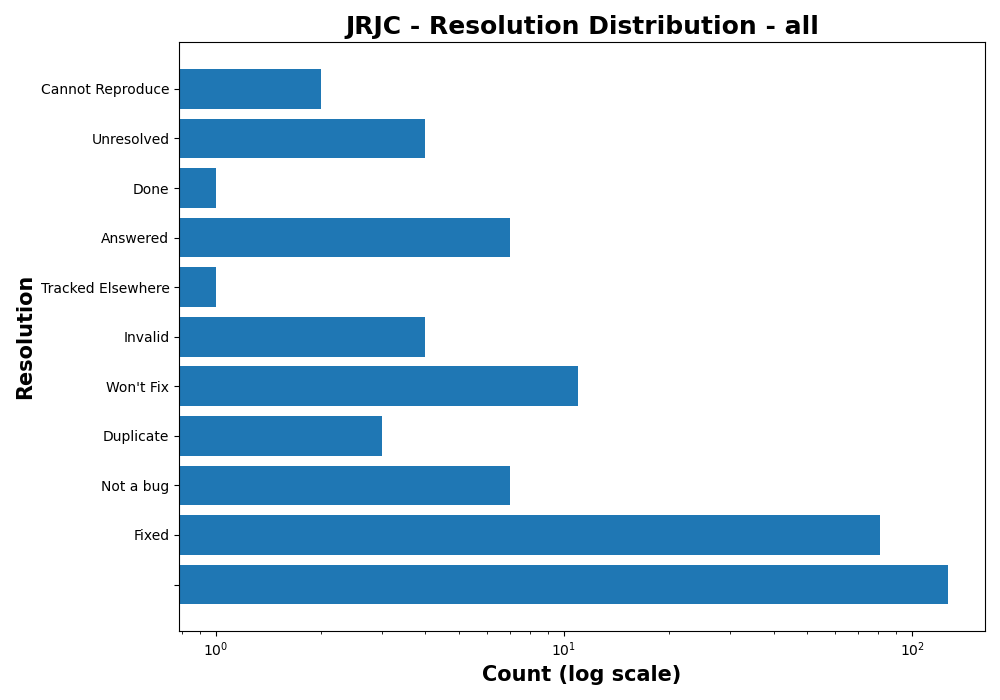 JRJC - Resolution Distribution - all
Cannot Reproduce
Unresolved
Done
Answered
Tracked Elsewhere
Invalid
Won't Fix
Duplicate
Not a bug
Fixed
Resolution
10⁰ 10¹ 10²
Count (log scale)